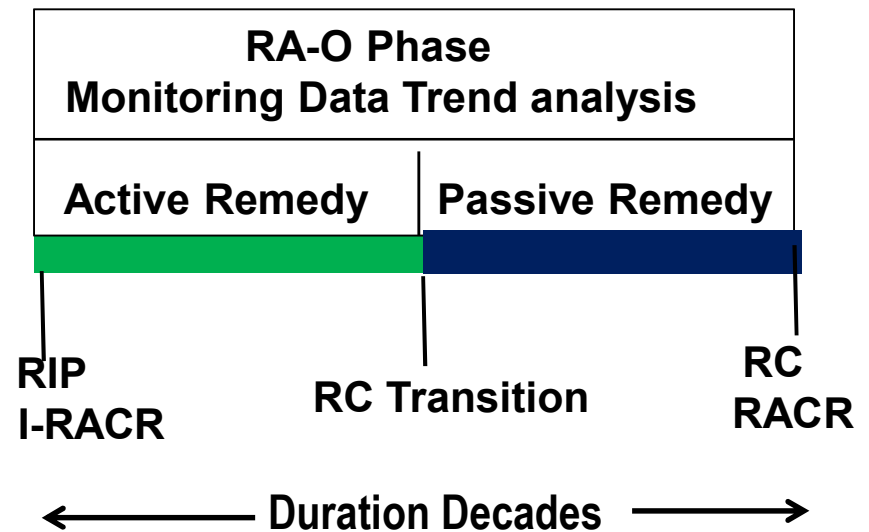 RA-O Phase
Monitoring Data Trend analysis
Active Remedy
Passive Remedy
RIP
I-RACR
RC Transition
RC
RACR
Duration Decades